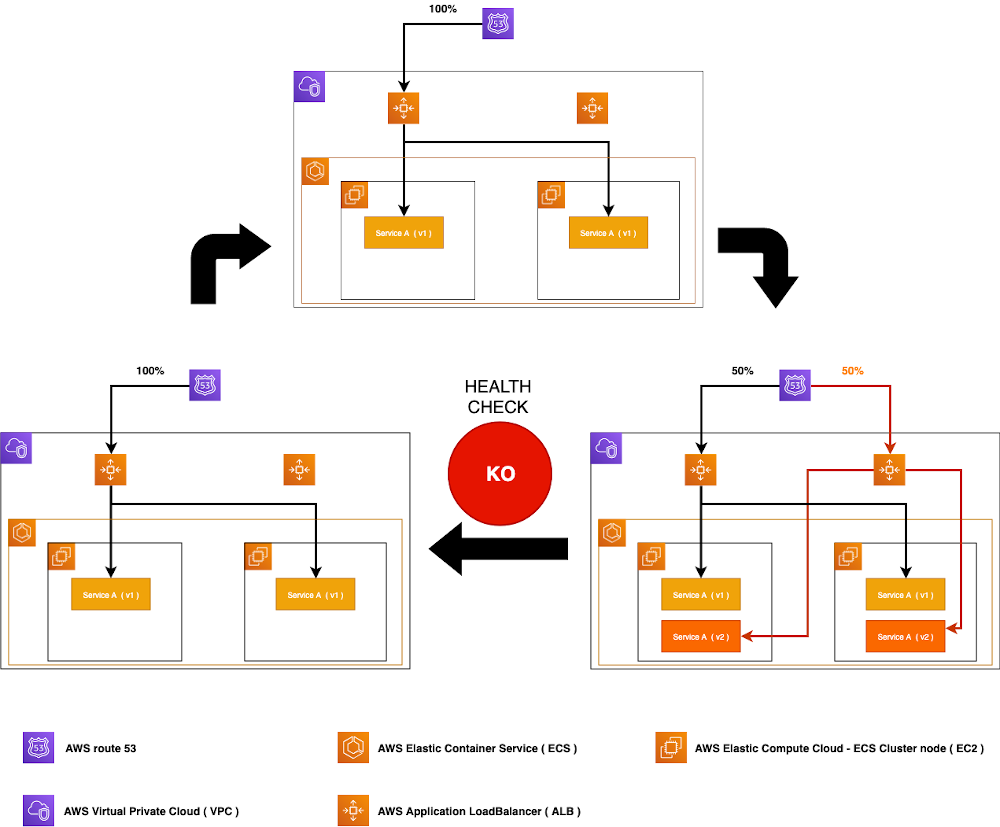 100%
53
Service A ( v1 )
Service A ( v1 )
100%
53
HEALTH
CHECK
KO
50%
53
50%
Service A ( v1 )
Service A ( v1 )
Service A ( v1 )
Service A ( v1 )
Service A ( v2 )
Service A ( v2 )
53
AWS route 53
AWS Elastic Container Service ( ECS )
AWS Elastic Compute Cloud - ECS Cluster node ( EC2 )
AWS Virtual Private Cloud ( VPC )
AWS Application LoadBalancer ( ALB )